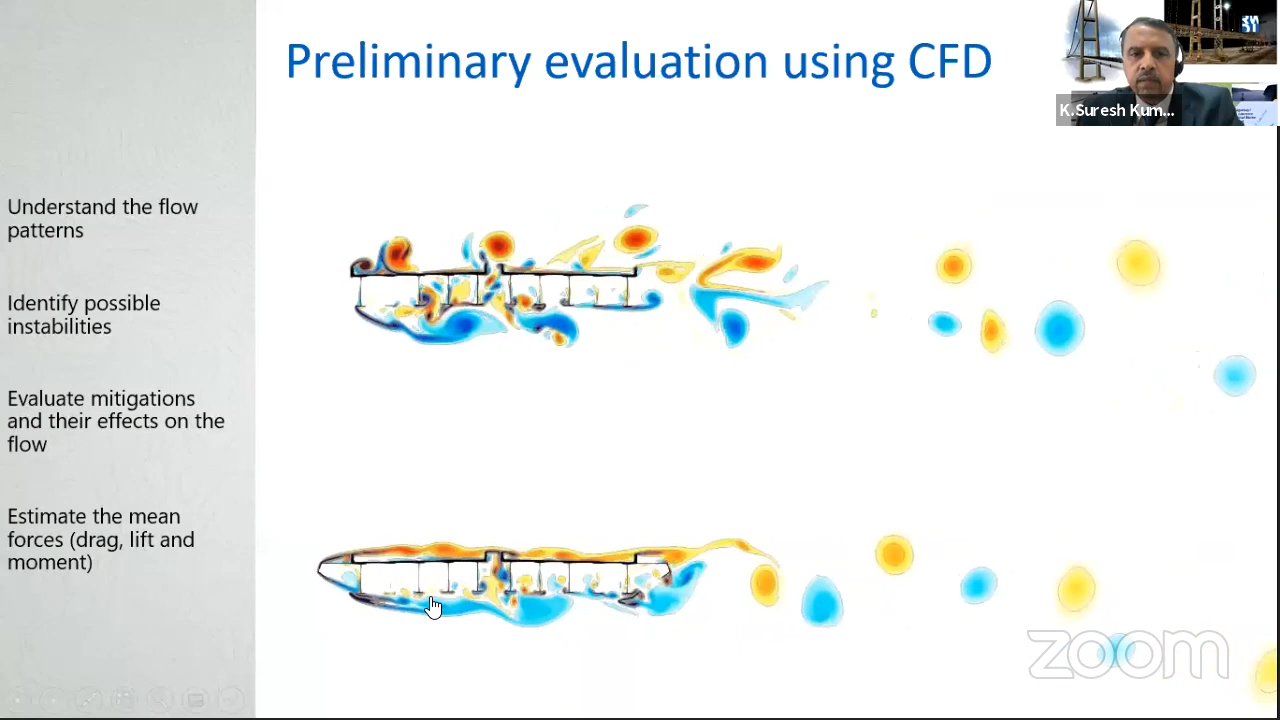 Preliminary evaluation using CFD
K.Suresh Kum...
Understand the flow
patterns
Identify possible
instabilities
Evaluate mitigations
and their effects on the
flow
Estimate the mean
forces (drag, lift and
moment)
zoom